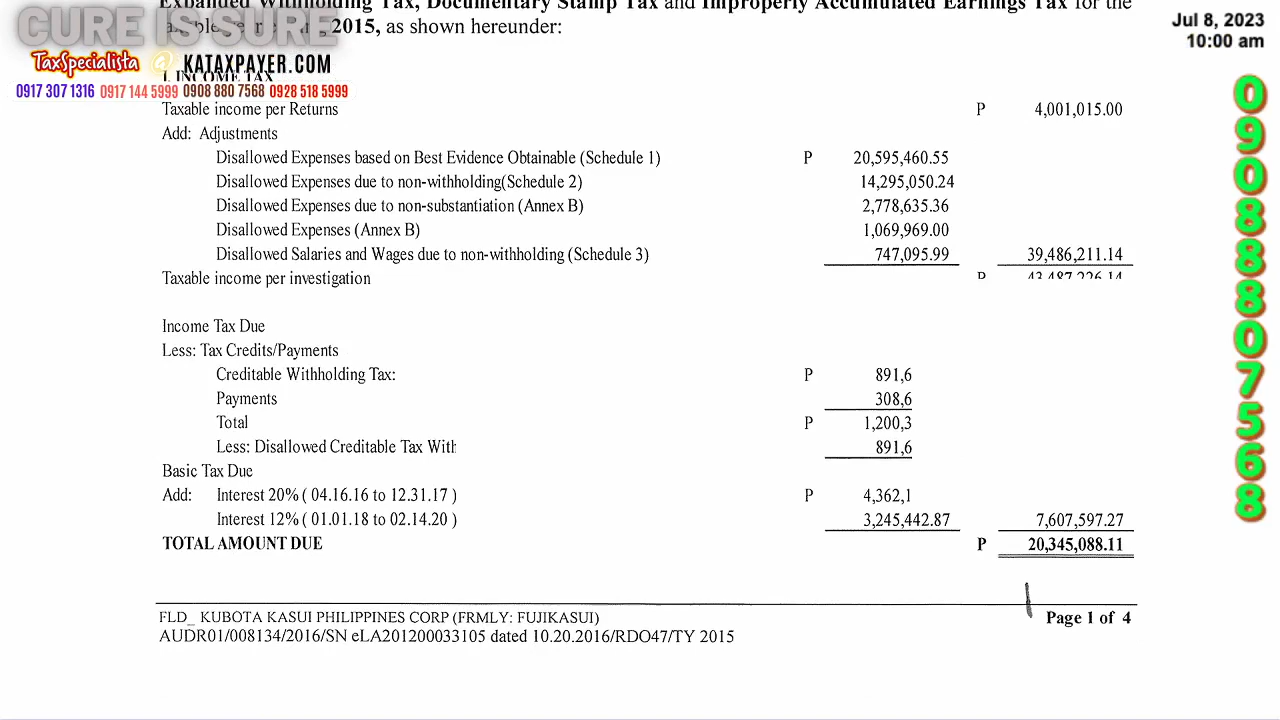 Expanded Withholding Tax, Documentary Stamp Tax and Improperly Accumulated Earnings Tax for the
2015, as shown hereunder:
CURE IS SURE
TaxSpecialista @ KATAXPAYER.COM
0917 307 1316 0917 144 5999 0908 880 7568 0928 518 5999
Jul 8, 2023
10:00 am
09088807568
I. INCOME TAX
Taxable income per Returns P 4,001,015.00
Add: Adjustments
Disallowed Expenses based on Best Evidence Obtainable (Schedule 1) P 20,595,460.55
Disallowed Expenses due to non-withholding(Schedule 2) 14,295,050.24
Disallowed Expenses due to non-substantiation (Annex B) 2,778,635.36
Disallowed Expenses (Annex B) 1,069,969.00
Disallowed Salaries and Wages due to non-withholding (Schedule 3) 747,095.99 39,486,211.14
Taxable income per investigation P 43,487,226.14
Income Tax Due
Less: Tax Credits/Payments
Creditable Withholding Tax: P 891,6
Payments 308,6
Total P 1,200,3
Less: Disallowed Creditable Tax With 891,6
Basic Tax Due
Add: Interest 20% ( 04.16.16 to 12.31.17 ) P 4,362,1
Interest 12% ( 01.01.18 to 02.14.20 ) 3,245,442.87 7,607,597.27
TOTAL AMOUNT DUE P 20,345,088.11
FLD_ KUBOTA KASUI PHILIPPINES CORP (FRMLY: FUJIKASUI) Page 1 of 4
AUDR01/008134/2016/SN eLA201200033105 dated 10.20.2016/RDO47/TY 2015